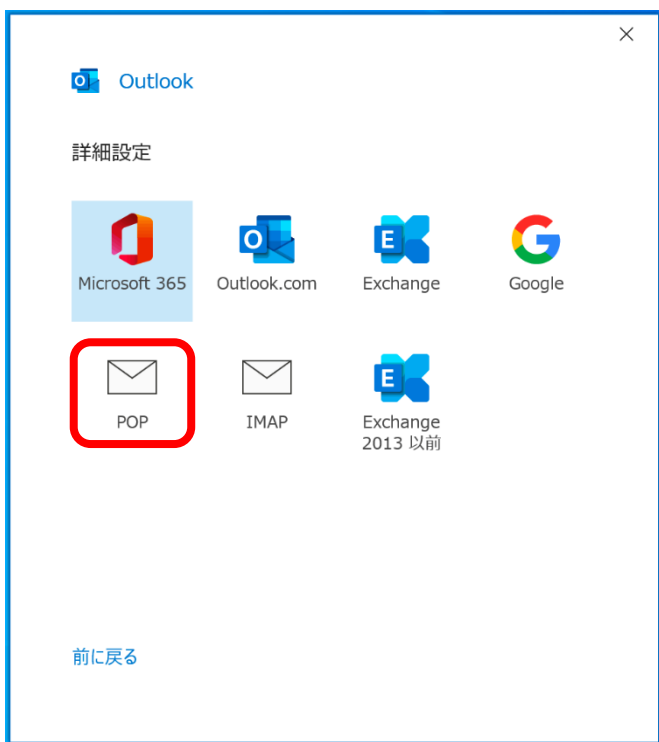 Outlook
詳細設定
Microsoft 365
Outlook.com
Exchange
Google
POP
IMAP
Exchange
2013 以前
前に戻る